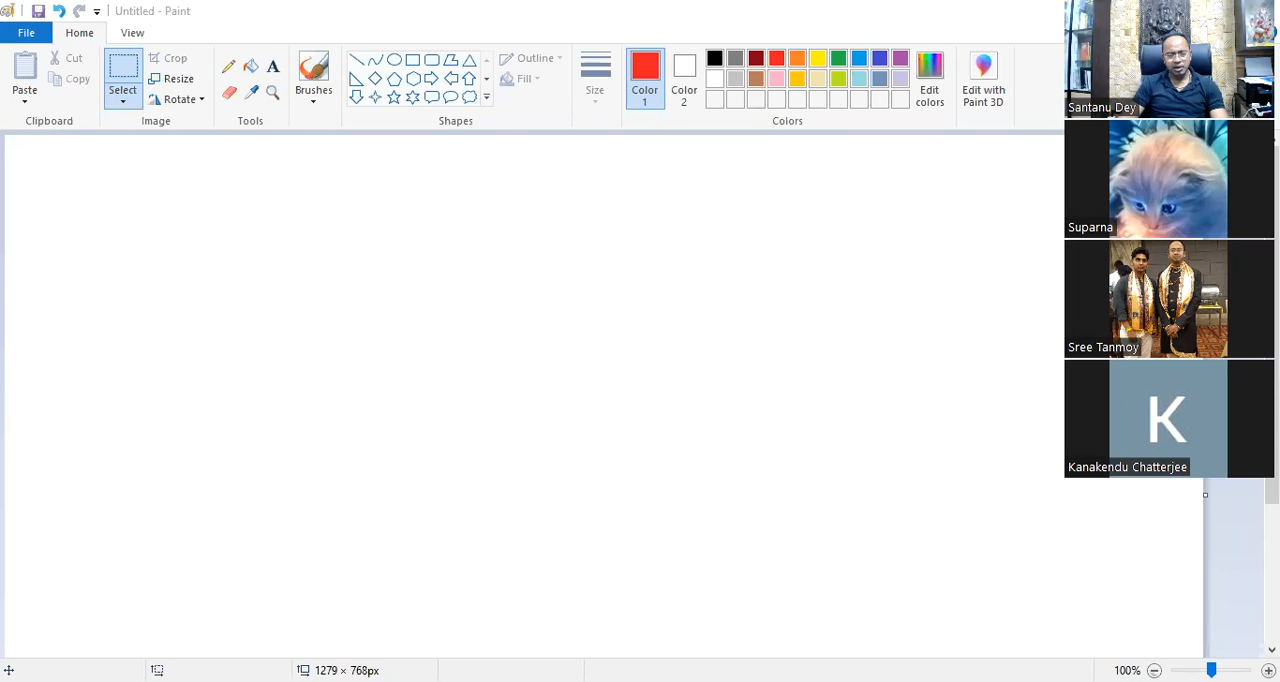 Untitled - Paint
File Home View
Paste
Cut
Copy
Clipboard
Select
Crop
Resize
Rotate
Image
A
Tools
Brushes
Shapes
Outline
Fill
Size
Color 1
Color 2
Edit colors
Colors
Edit with Paint 3D
Santanu Dey
Suparna
Sree Tanmoy
K
Kanakendu Chatterjee
1279 × 768px
100%